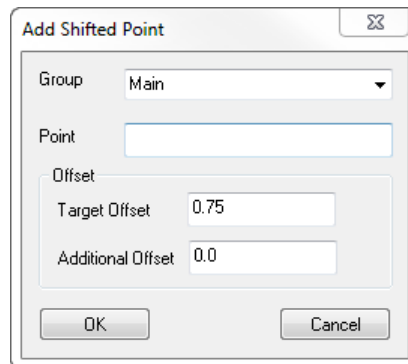 Add Shifted Point
Group Main
Point
Offset
Target Offset 0.75
Additional Offset 0.0
OK Cancel